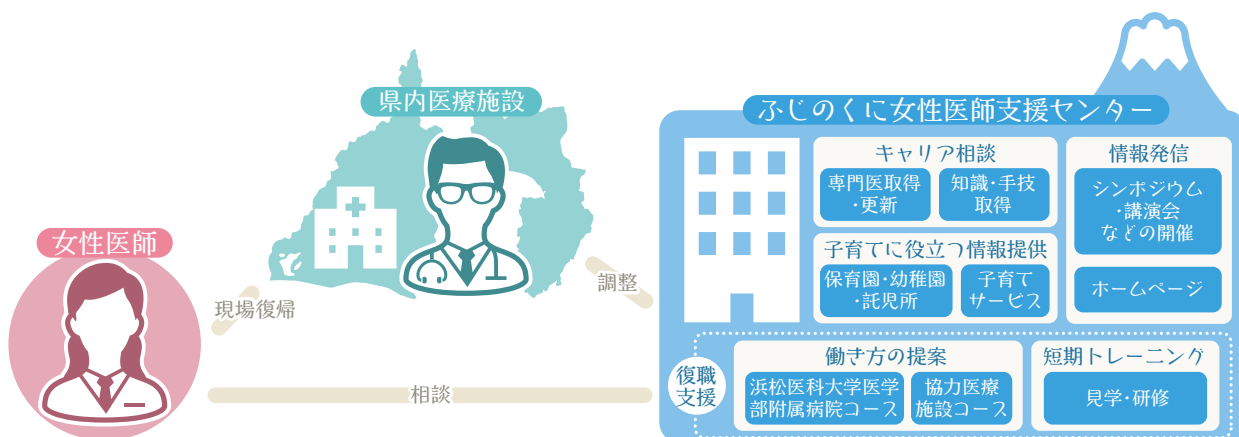 県内医療施設
女性医師
現場復帰
調整
相談
ふじのくに女性医師支援センター
キャリア相談
専門医取得
・更新
知識・手技
取得
子育てに役立つ情報提供
保育園・幼稚園
・託児所
子育て
サービス
情報発信
シンポジウム
・講演会
などの開催
ホームページ
復職
支援
働き方の提案
浜松医科大学医学
部附属病院コース
協力医療
施設コース
短期トレーニング
見学・研修